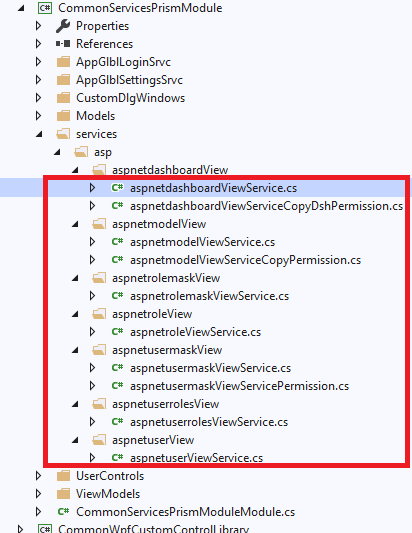 CommonServicesPrismModule
Properties
References
AppGlblLoginSrvc
AppGlblSettingsSrvc
CustomDlgWindows
Models
services
asp
aspnetdashboardView
aspnetdashboardViewService.cs
aspnetdashboardViewServiceCopyDshPermission.cs
aspnetmodelView
aspnetmodelViewService.cs
aspnetmodelViewServiceCopyPermission.cs
aspnetrolemaskView
aspnetrolemaskViewService.cs
aspnetroleView
aspnetroleViewService.cs
aspnetusermaskView
aspnetusermaskViewService.cs
aspnetusermaskViewServicePermission.cs
aspnetuserrolesView
aspnetuserrolesViewService.cs
aspnetuserView
aspnetuserViewService.cs
UserControls
ViewModels
CommonServicesPrismModuleModule.cs
CommonWpfCustomControlLibrary